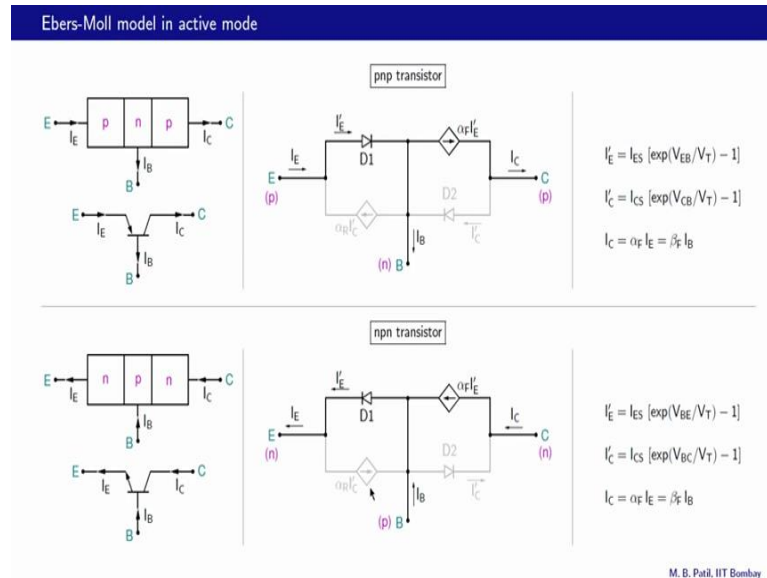 Ebers-Moll model in active mode
pnp transistor
E p n p C
I_E I_C
I_B
B
E C
I_E I_C
I_B
B
I'_E α_F I'_E
D1
I_E I_C
E C
(p) (p)
D2
α_R I'_C I'_C
I_B
(n) B
I'_E = I_ES [exp(V_EB/V_T) − 1]
I'_C = I_CS [exp(V_CB/V_T) − 1]
I_C = α_F I_E = β_F I_B
npn transistor
E n p n C
I_E I_C
I_B
B
E C
I_E I_C
I_B
B
I'_E α_F I'_E
D1
I_E I_C
E C
(n) (n)
D2
α_R I'_C I'_C
I_B
(p) B
I'_E = I_ES [exp(V_BE/V_T) − 1]
I'_C = I_CS [exp(V_BC/V_T) − 1]
I_C = α_F I_E = β_F I_B
M. B. Patil, IIT Bombay